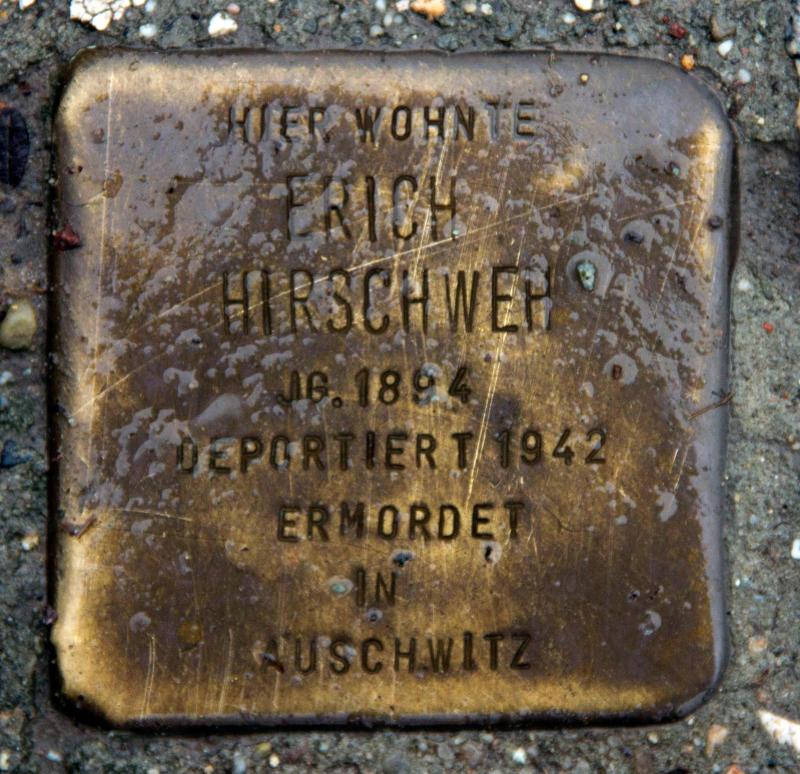 HIER WOHNTE
ERICH
HIRSCHWEH
JG. 1894
DEPORTIERT 1942
ERMORDET
IN
AUSCHWITZ